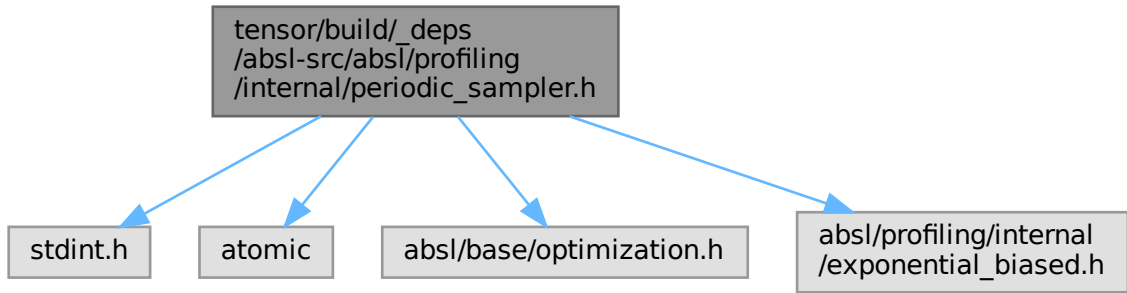 tensor/build/_deps
/absl-src/absl/profiling
/internal/periodic_sampler.h
stdint.h
atomic
absl/base/optimization.h
absl/profiling/internal
/exponential_biased.h